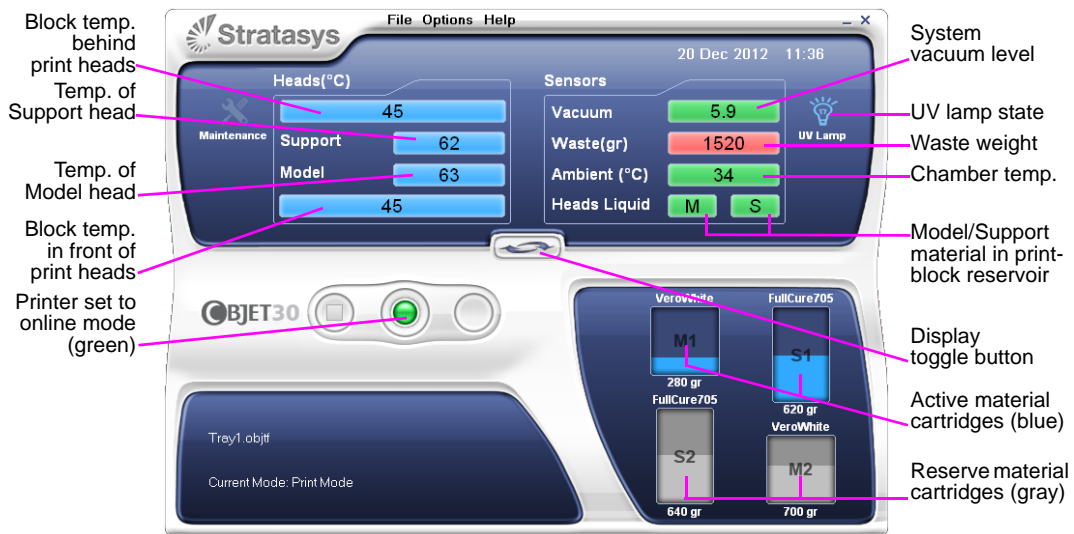 Block temp.
behind
print heads
Temp. of
Support head
Temp. of
Model head
Block temp.
in front of
print heads
Printer set to
online mode
(green)
Stratasys
File Options Help
20 Dec 2012 11:36
Maintenance
Heads(°C)
45
Support 62
Model 63
45
Sensors
Vacuum 5.9
Waste(gr) 1520
Ambient (°C) 34
Heads Liquid M S
UV Lamp
OBJET30
Tray1.objtf
Current Mode: Print Mode
VeroWhite
M1
280 gr
FullCure705
S1
620 gr
FullCure705
S2
640 gr
VeroWhite
M2
700 gr
System
vacuum level
UV lamp state
Waste weight
Chamber temp.
Model/Support
material in print-
block reservoir
Display
toggle button
Active material
cartridges (blue)
Reserve material
cartridges (gray)